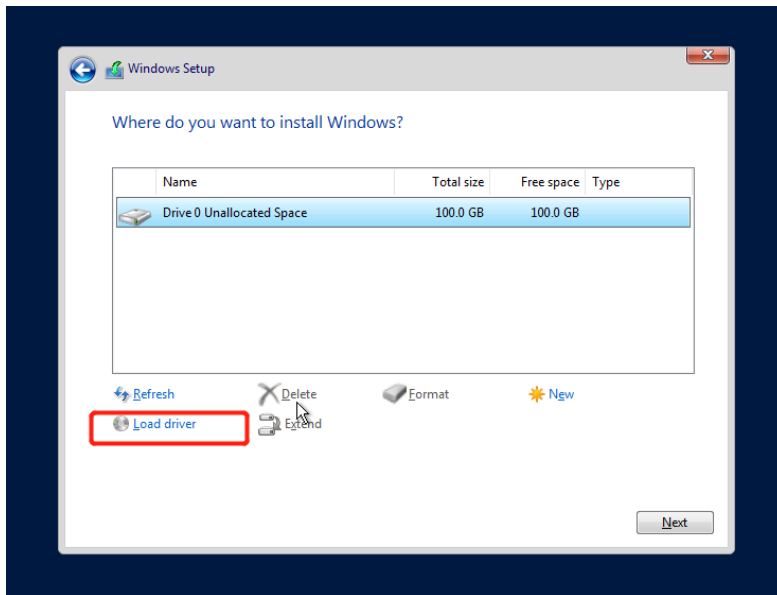 Windows Setup
Where do you want to install Windows?
Name Total size Free space Type
Drive 0 Unallocated Space 100.0 GB 100.0 GB
Refresh Delete Format New
Load driver Extend
Next